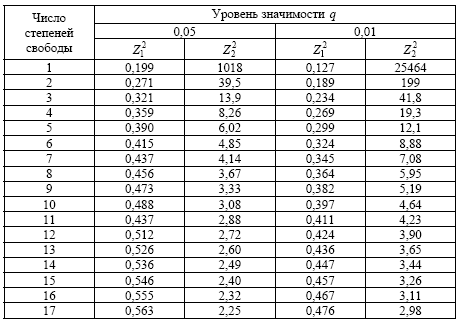 Число степеней свободы Уровень значимости q
0,05 0,01
Z₁² Z₂² Z₁² Z₂²
1 0,199 1018 0,127 25464
2 0,271 39,5 0,189 199
3 0,321 13,9 0,234 41,8
4 0,359 8,26 0,269 19,3
5 0,390 6,02 0,299 12,1
6 0,415 4,85 0,324 8,88
7 0,437 4,14 0,345 7,08
8 0,456 3,67 0,364 5,95
9 0,473 3,33 0,382 5,19
10 0,488 3,08 0,397 4,64
11 0,437 2,88 0,411 4,23
12 0,512 2,72 0,424 3,90
13 0,526 2,60 0,436 3,65
14 0,536 2,49 0,447 3,44
15 0,546 2,40 0,457 3,26
16 0,555 2,32 0,467 3,11
17 0,563 2,25 0,476 2,98